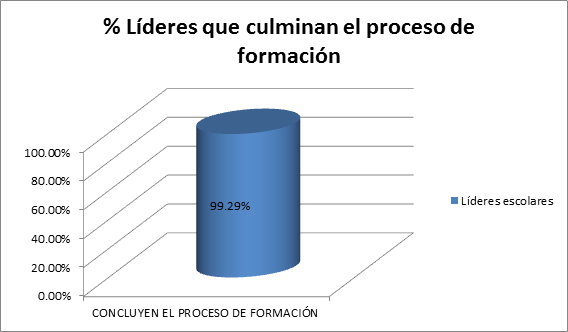 % Líderes que culminan el proceso de
formación
100.00%
80.00%
60.00%
40.00%
20.00%
0.00%
99.29%
Líderes escolares
CONCLUYEN EL PROCESO DE FORMACIÓN